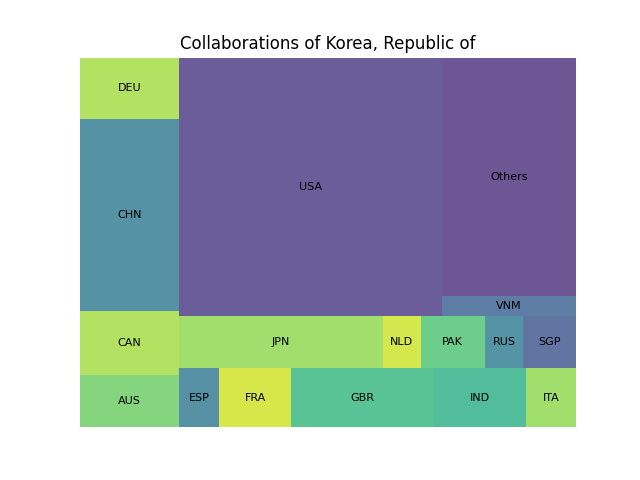 Collaborations of Korea, Republic of
DEU
USA
Others
CHN
VNM
CAN
JPN
NLD
PAK
RUS
SGP
AUS
ESP
FRA
GBR
IND
ITA